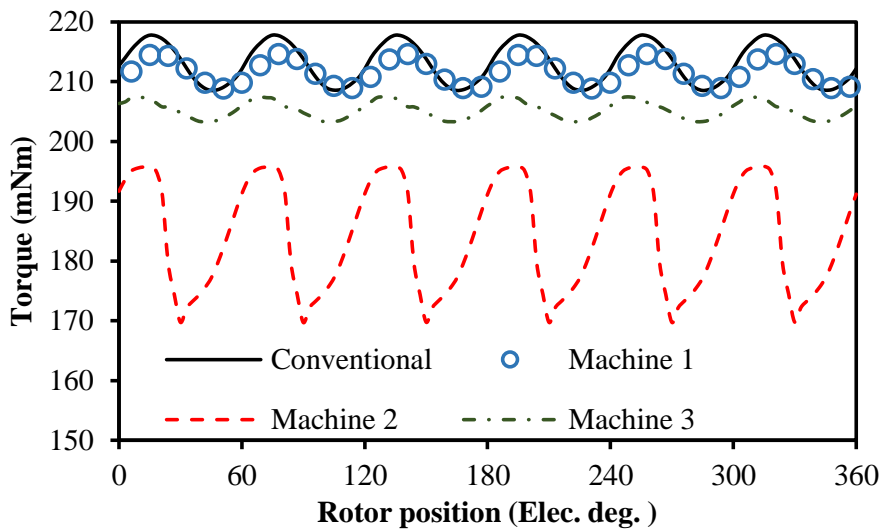 220
210
200
190
180
170
160
150
Torque (mNm)
Conventional
Machine 1
Machine 2
Machine 3
0 60 120 180 240 300 360
Rotor position (Elec. deg. )